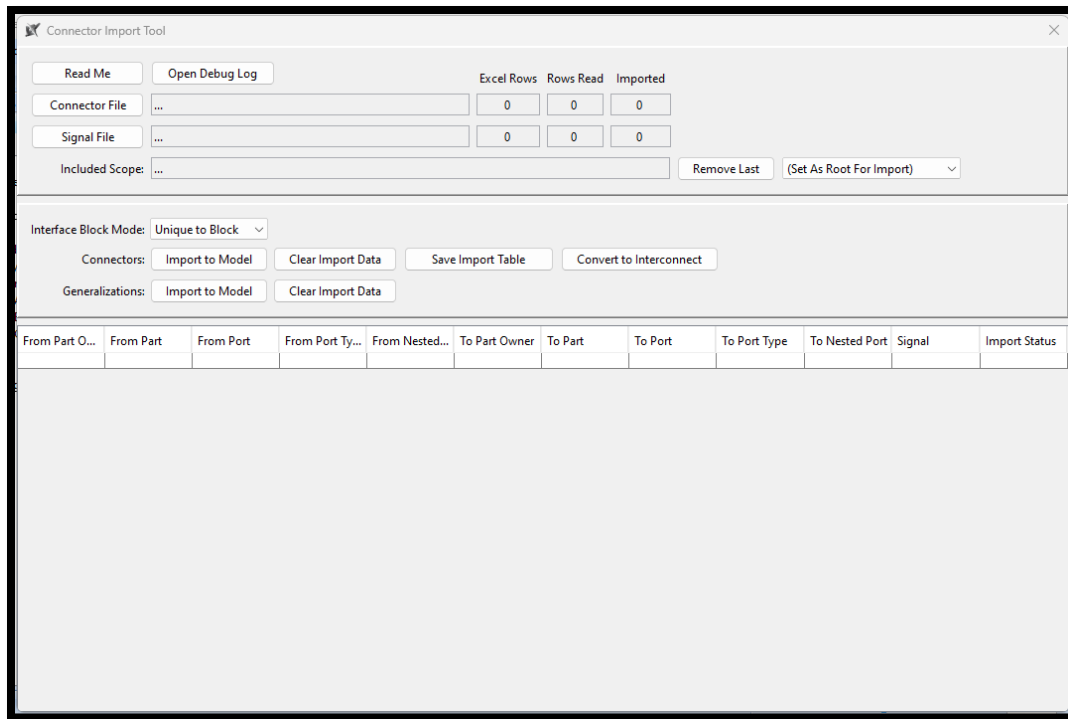 Connector Import Tool
Read Me Open Debug Log
Excel Rows Rows Read Imported
Connector File ... 0 0 0
Signal File ... 0 0 0
Included Scope: ... Remove Last (Set As Root For Import)
Interface Block Mode: Unique to Block
Connectors: Import to Model Clear Import Data Save Import Table Convert to Interconnect
Generalizations: Import to Model Clear Import Data
From Part O... From Part From Port From Port Ty... From Nested... To Part Owner To Part To Port To Port Type To Nested Port Signal Import Status